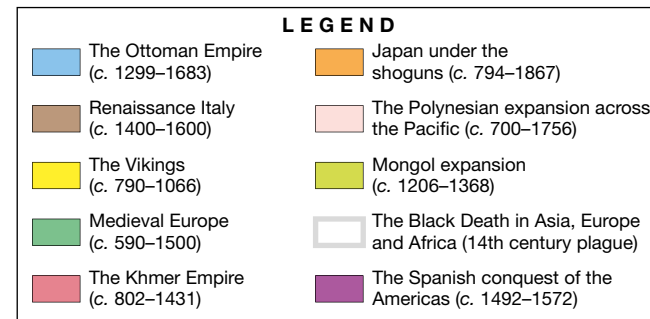 LEGEND
The Ottoman Empire
(c. 1299–1683)
Renaissance Italy
(c. 1400–1600)
The Vikings
(c. 790–1066)
Medieval Europe
(c. 590–1500)
The Khmer Empire
(c. 802–1431)
Japan under the
shoguns (c. 794–1867)
The Polynesian expansion across
the Pacific (c. 700–1756)
Mongol expansion
(c. 1206–1368)
The Black Death in Asia, Europe
and Africa (14th century plague)
The Spanish conquest of the
Americas (c. 1492–1572)